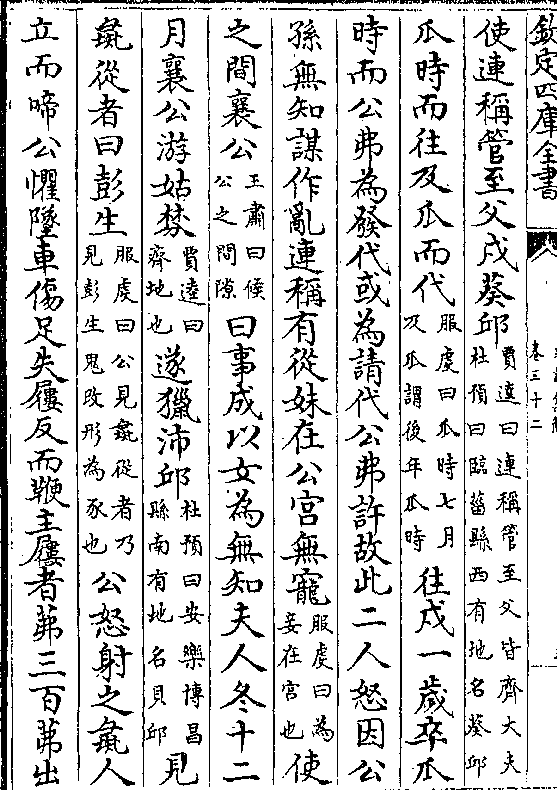 欽定四庫全書
卷三十二
使連稱管至父戍葵邱賈逵曰連稱管至父皆齊大夫杜預曰臨菑縣西有地名葵邱
瓜時而往及瓜而代服虔曰瓜時七月及瓜謂後年瓜時往戍一歲卒瓜
時而公弗為發代或為請代公弗許故此二人怒因公
孫無知謀作亂連稱有從妹在公宮無寵服虔曰為妾在宮也使
之間襄公王肅曰候公之間隙曰事成以女為無知夫人冬十二
月襄公游姑棼賈逵曰齊地也遂獵沛邱杜預曰安樂博昌縣南有地名貝邱見
彘從者曰彭生服虔曰公見彘從者乃見彭生鬼改形為豕也公怒射之彘人
立而啼公懼墜車傷足失屨反而鞭主屨者茀三百茀出